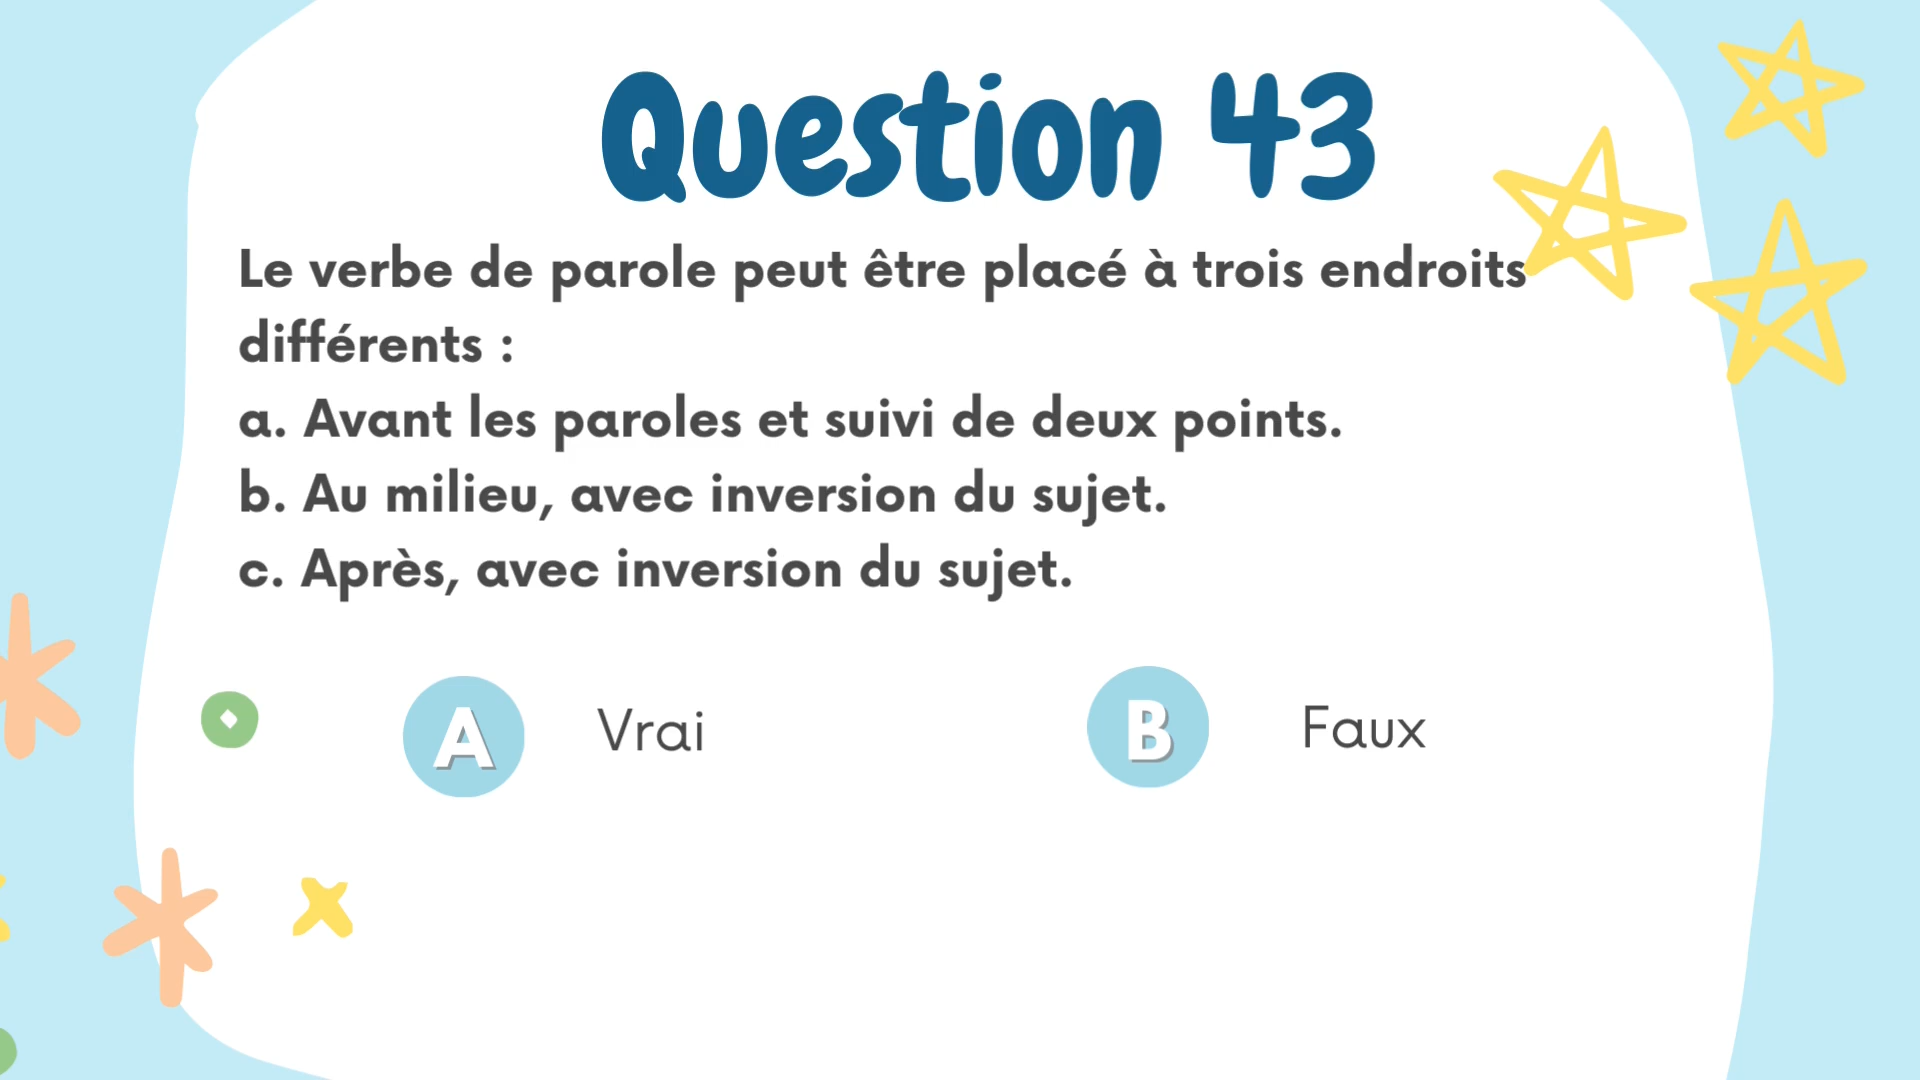 Question 43
Le verbe de parole peut être placé à trois endroits
différents :
a. Avant les paroles et suivi de deux points.
b. Au milieu, avec inversion du sujet.
c. Après, avec inversion du sujet.
A Vrai
B Faux